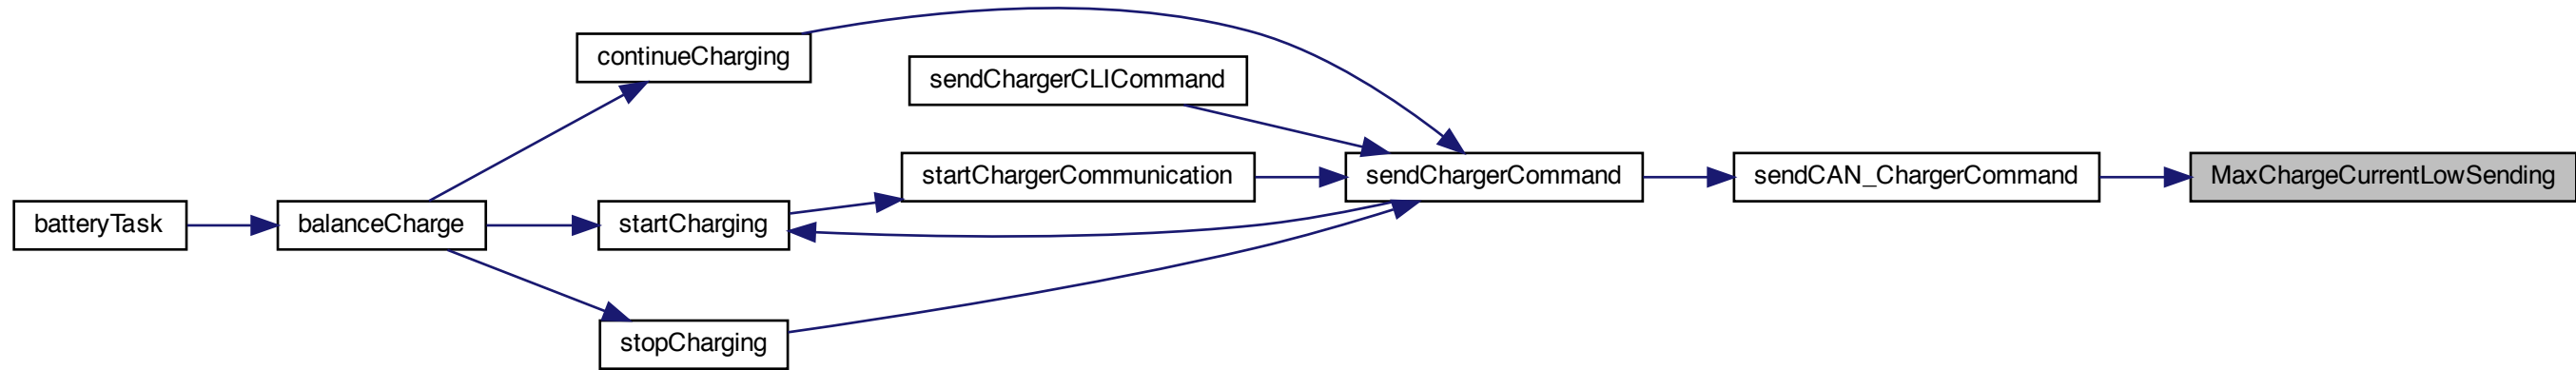 continueCharging
sendChargerCLICommand
startChargerCommunication
sendChargerCommand
sendCAN_ChargerCommand
MaxChargeCurrentLowSending
batteryTask
balanceCharge
startCharging
stopCharging